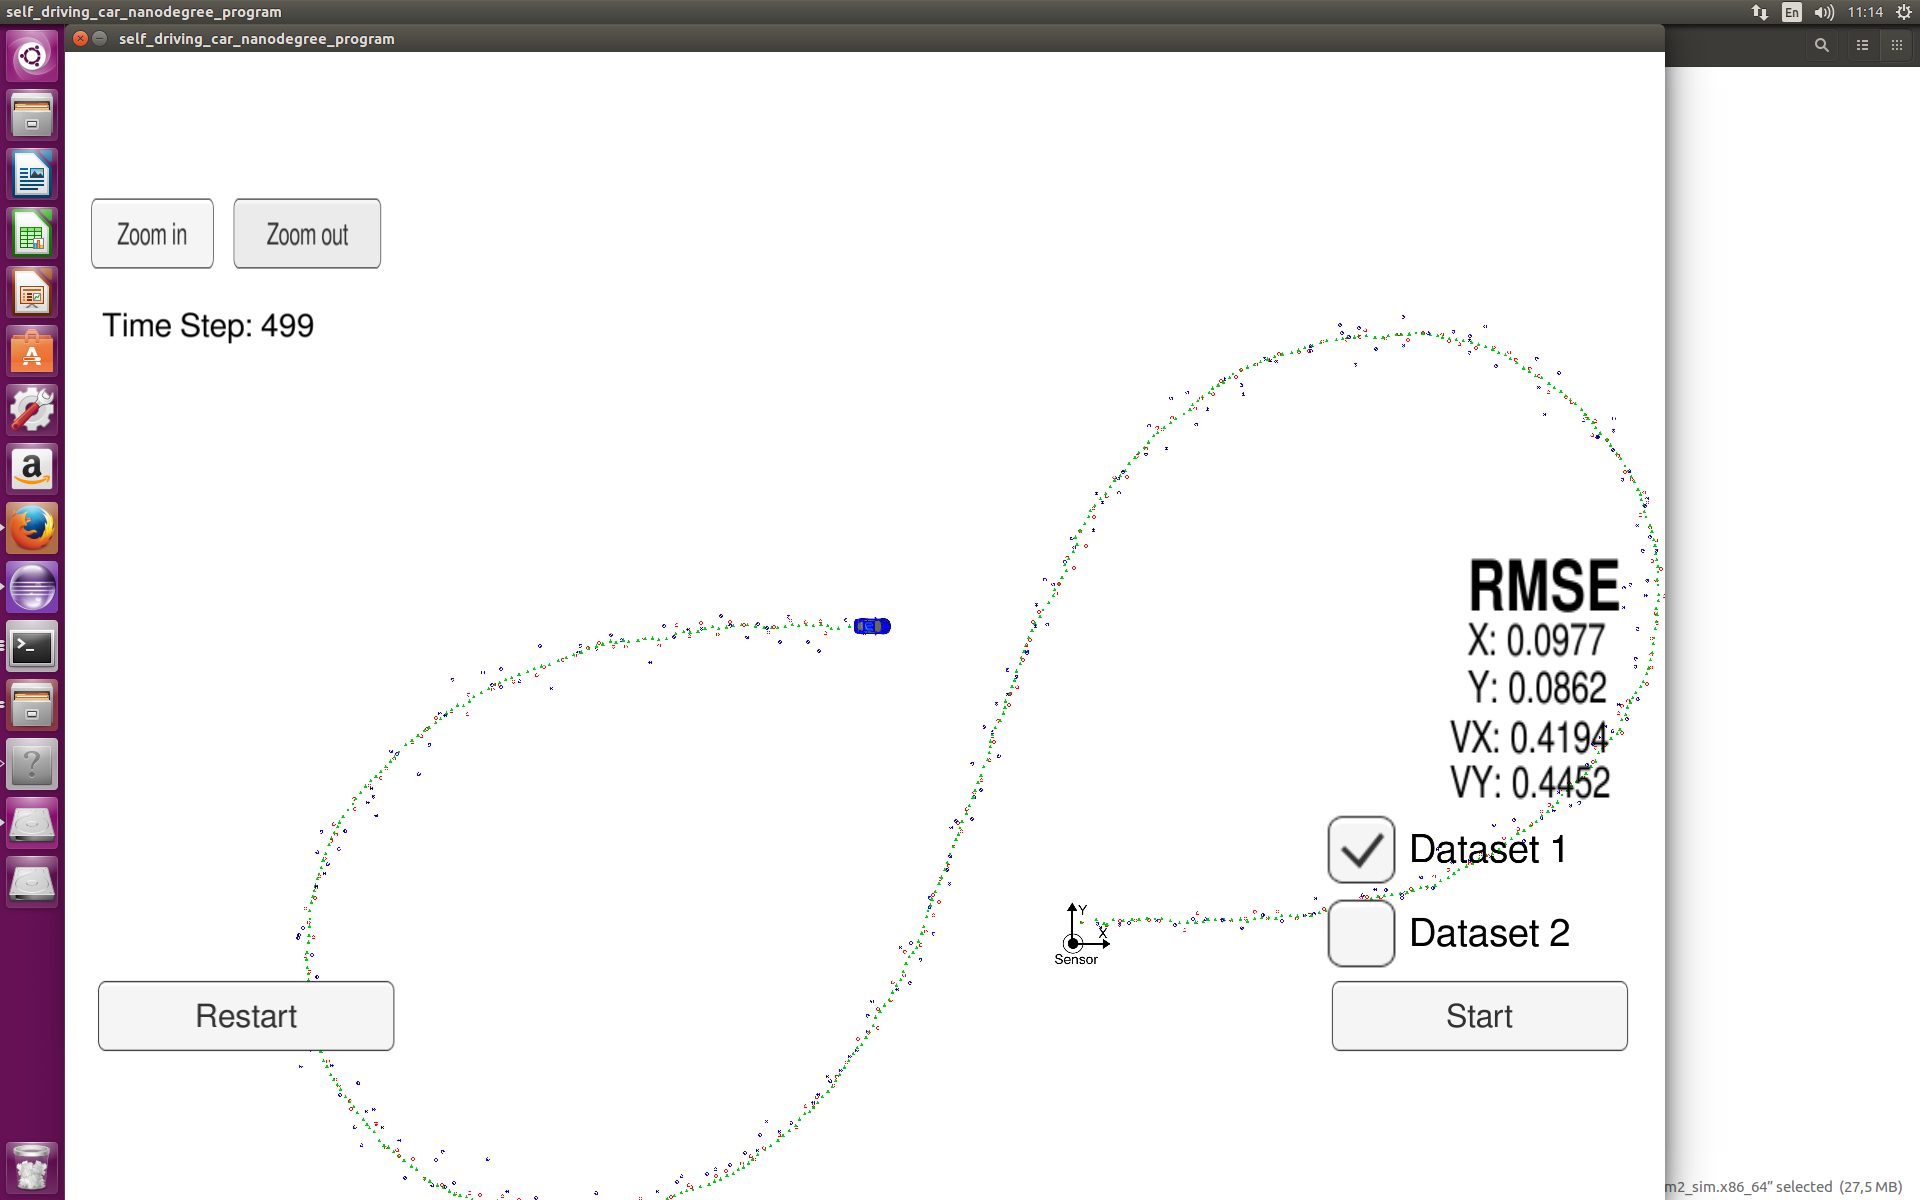 self_driving_car_nanodegree_program
En
11:14
self_driving_car_nanodegree_program
Zoom in
Zoom out
Time Step: 499
RMSE
X: 0.0977
Y: 0.0862
VX: 0.4194
VY: 0.4452
Dataset 1
Y
X
Sensor
Dataset 2
Restart
Start
m2_sim.x86_64” selected (27,5 MB)